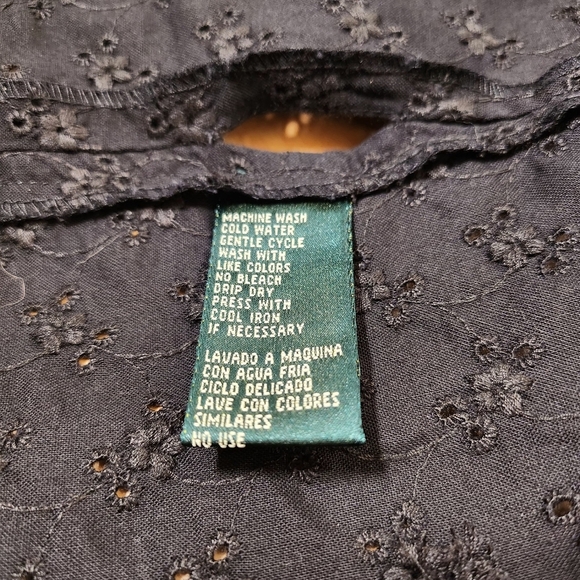 MACHINE WASH
COLD WATER
GENTLE CYCLE
WASH WITH
LIKE COLORS
NO BLEACH
DRIP DRY
PRESS WITH
COOL IRON
IF NECESSARY
LAVADO A MAQUINA
CON AGUA FRIA
CICLO DELICADO
LAVE CON COLORES
SIMILARES
NO USE